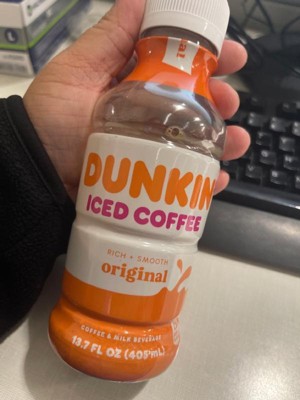 DUNKIN
ICED COFFEE
RICH + SMOOTH
original
COFFEE & MILK BEVERAGE
13.7 FL OZ (405mL)